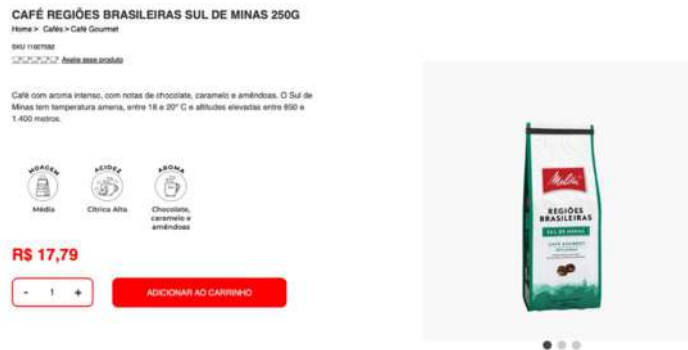 CAFÉ REGIÕES BRASILEIRAS SUL DE MINAS 250G
Home > Cafés > Café Gourmet
SKU 11007592
Avalie esse produto
Café com aroma intenso, com notas de chocolate, caramelo e amêndoas. O Sul de
Minas tem temperatura amena, entre 18 e 20° C e altitudes elevadas entre 850 e
1.400 metros.
MOAGEM
Média
ACIDEZ
Cítrica Alta
AROMA
Chocolate,
caramelo e
amêndoas
R$ 17,79
- 1 +
ADICIONAR AO CARRINHO
Melitta
REGIÕES
BRASILEIRAS
SUL DE MINAS
CAFÉ GOURMET